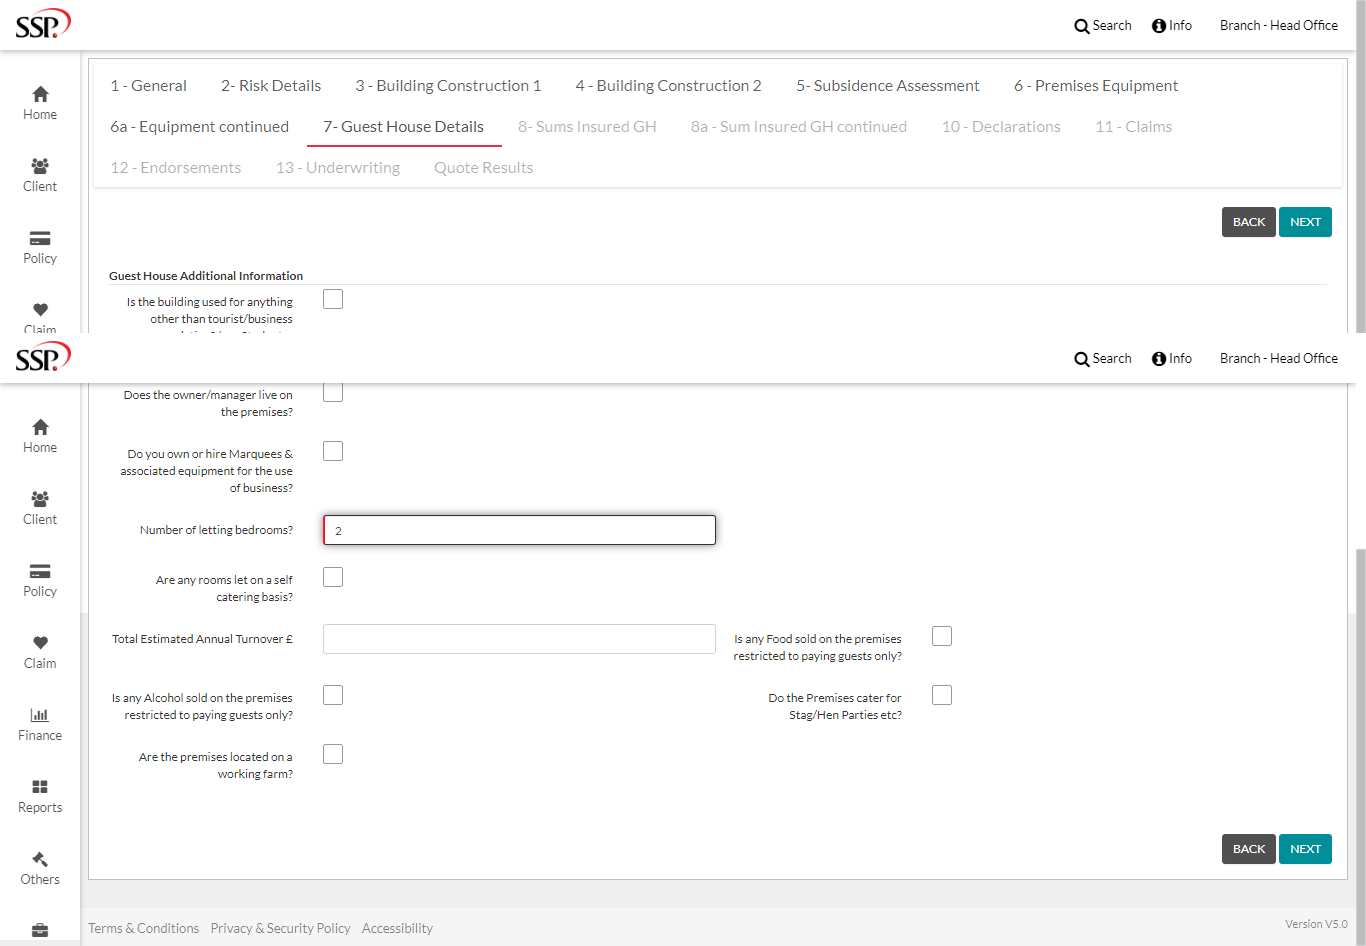 SSP.
Search
Info
Branch - Head Office
Home
Client
Policy
Claim
1 - General
2- Risk Details
3 - Building Construction 1
4 - Building Construction 2
5- Subsidence Assessment
6 - Premises Equipment
6a - Equipment continued
7- Guest House Details
8- Sums Insured GH
8a - Sum Insured GH continued
10 - Declarations
11 - Claims
12 - Endorsements
13 - Underwriting
Quote Results
BACK
NEXT
Guest House Additional Information
Is the building used for anything
other than tourist/business
SSP.
Search
Info
Branch - Head Office
Home
Client
Policy
Claim
Finance
Reports
Others
Does the owner/manager live on
the premises?
Do you own or hire Marquees &
associated equipment for the use
of business?
Number of letting bedrooms?
2
Are any rooms let on a self
catering basis?
Total Estimated Annual Turnover £
Is any Food sold on the premises
restricted to paying guests only?
Is any Alcohol sold on the premises
restricted to paying guests only?
Do the Premises cater for
Stag/Hen Parties etc?
Are the premises located on a
working farm?
BACK
NEXT
Terms & Conditions
Privacy & Security Policy
Accessibility
Version V5.0